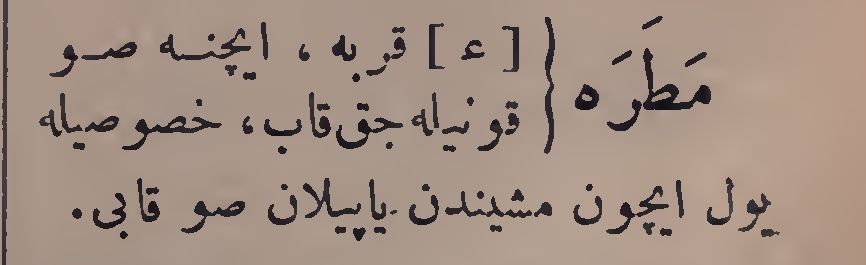 مَطَرَه { [ ع ] قربه ، ایچنه صو
قونیله جق قاب، خصوصیله
یول ایچون مشیندن یاپیلان صو قابی.